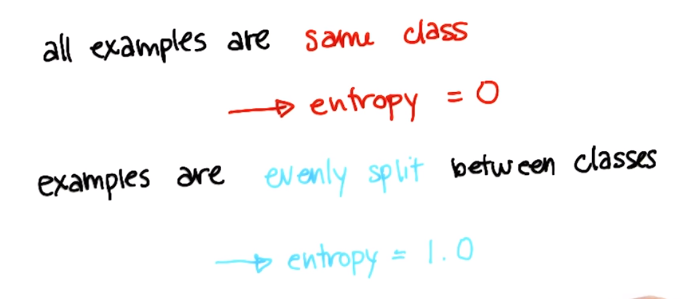 all examples are same class
→ entropy = 0
examples are evenly split between classes
→ entropy = 1.0